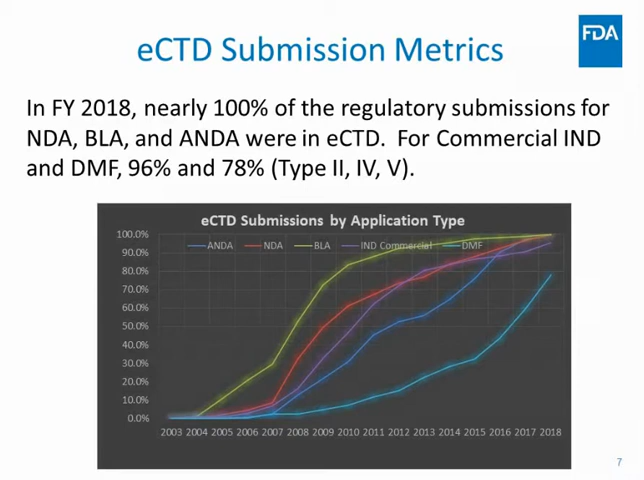 FDA
eCTD Submission Metrics
In FY 2018, nearly 100% of the regulatory submissions for
NDA, BLA, and ANDA were in eCTD.  For Commercial IND
and DMF, 96% and 78% (Type II, IV, V).
eCTD Submissions by Application Type
100.0%
ANDA NDA BLA IND Commercial DMF
90.0%
80.0%
70.0%
60.0%
50.0%
40.0%
30.0%
20.0%
10.0%
0.0%
2003 2004 2005 2006 2007 2008 2009 2010 2011 2012 2013 2014 2015 2016 2017 2018
7